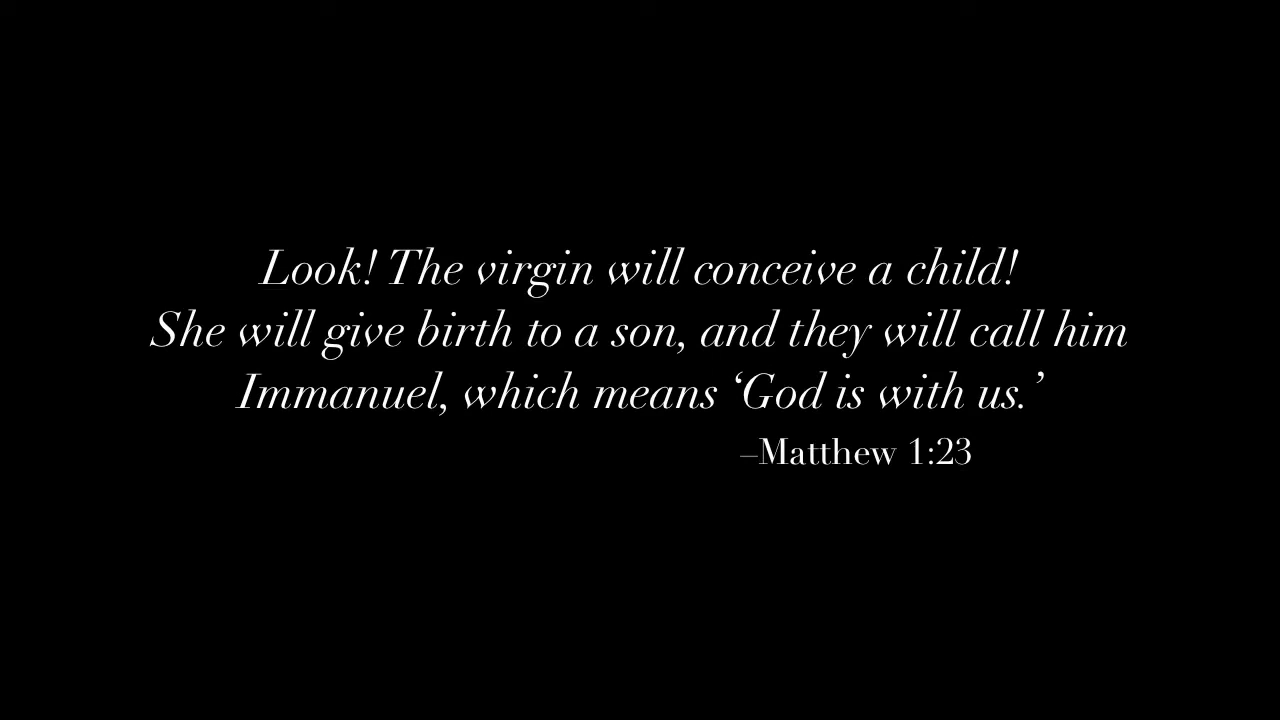 Look! The virgin will conceive a child!
She will give birth to a son, and they will call him
Immanuel, which means ‘God is with us.’
–Matthew 1:23